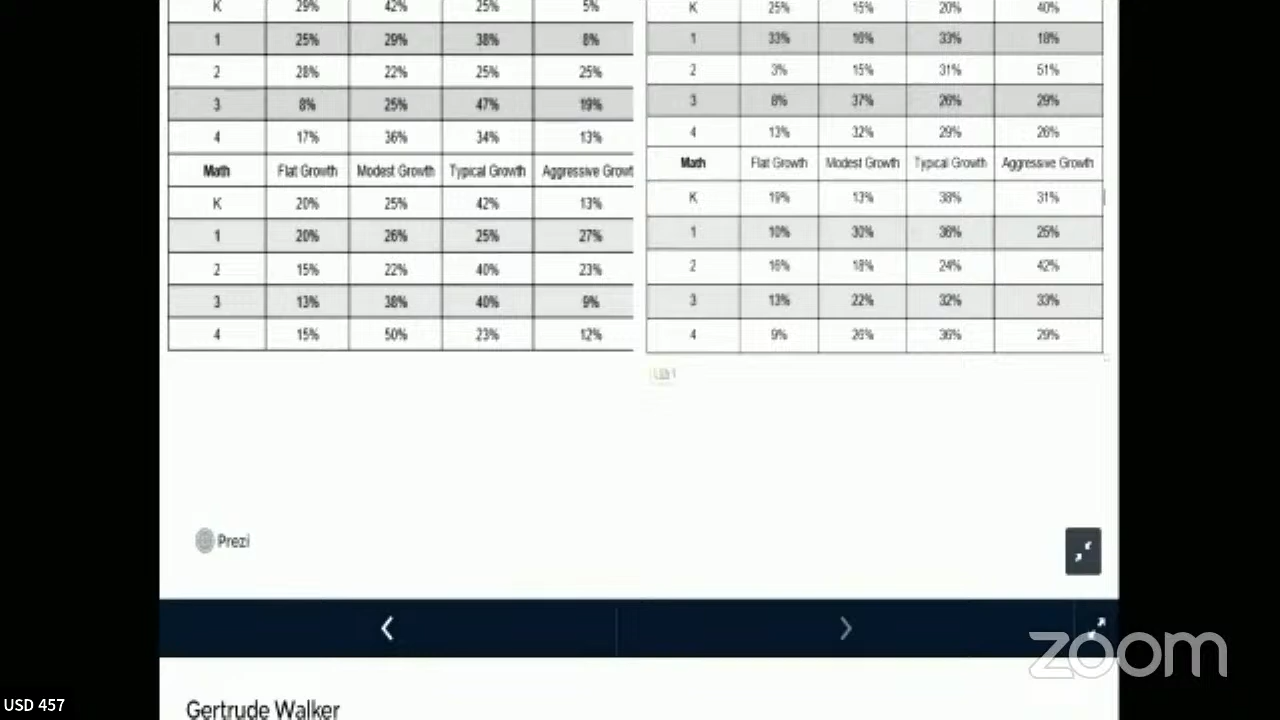 K 29% 42% 25% 5%
1 25% 29% 38% 8%
2 28% 22% 25% 25%
3 8% 25% 47% 19%
4 17% 36% 34% 13%
Math Flat Growth Modest Growth Typical Growth Aggressive Growt
K 20% 25% 42% 13%
1 20% 26% 25% 27%
2 15% 22% 40% 23%
3 13% 38% 40% 9%
4 15% 50% 23% 12%
K 25% 15% 20% 40%
1 33% 16% 33% 18%
2 3% 15% 31% 51%
3 8% 37% 26% 29%
4 13% 32% 29% 26%
Math Flat Growth Modest Growth Typical Growth Aggressive Growth
K 19% 13% 38% 31%
1 10% 30% 36% 25%
2 16% 18% 24% 42%
3 13% 22% 32% 33%
4 9% 26% 36% 29%
Prezi
zoom
USD 457
Gertrude Walker